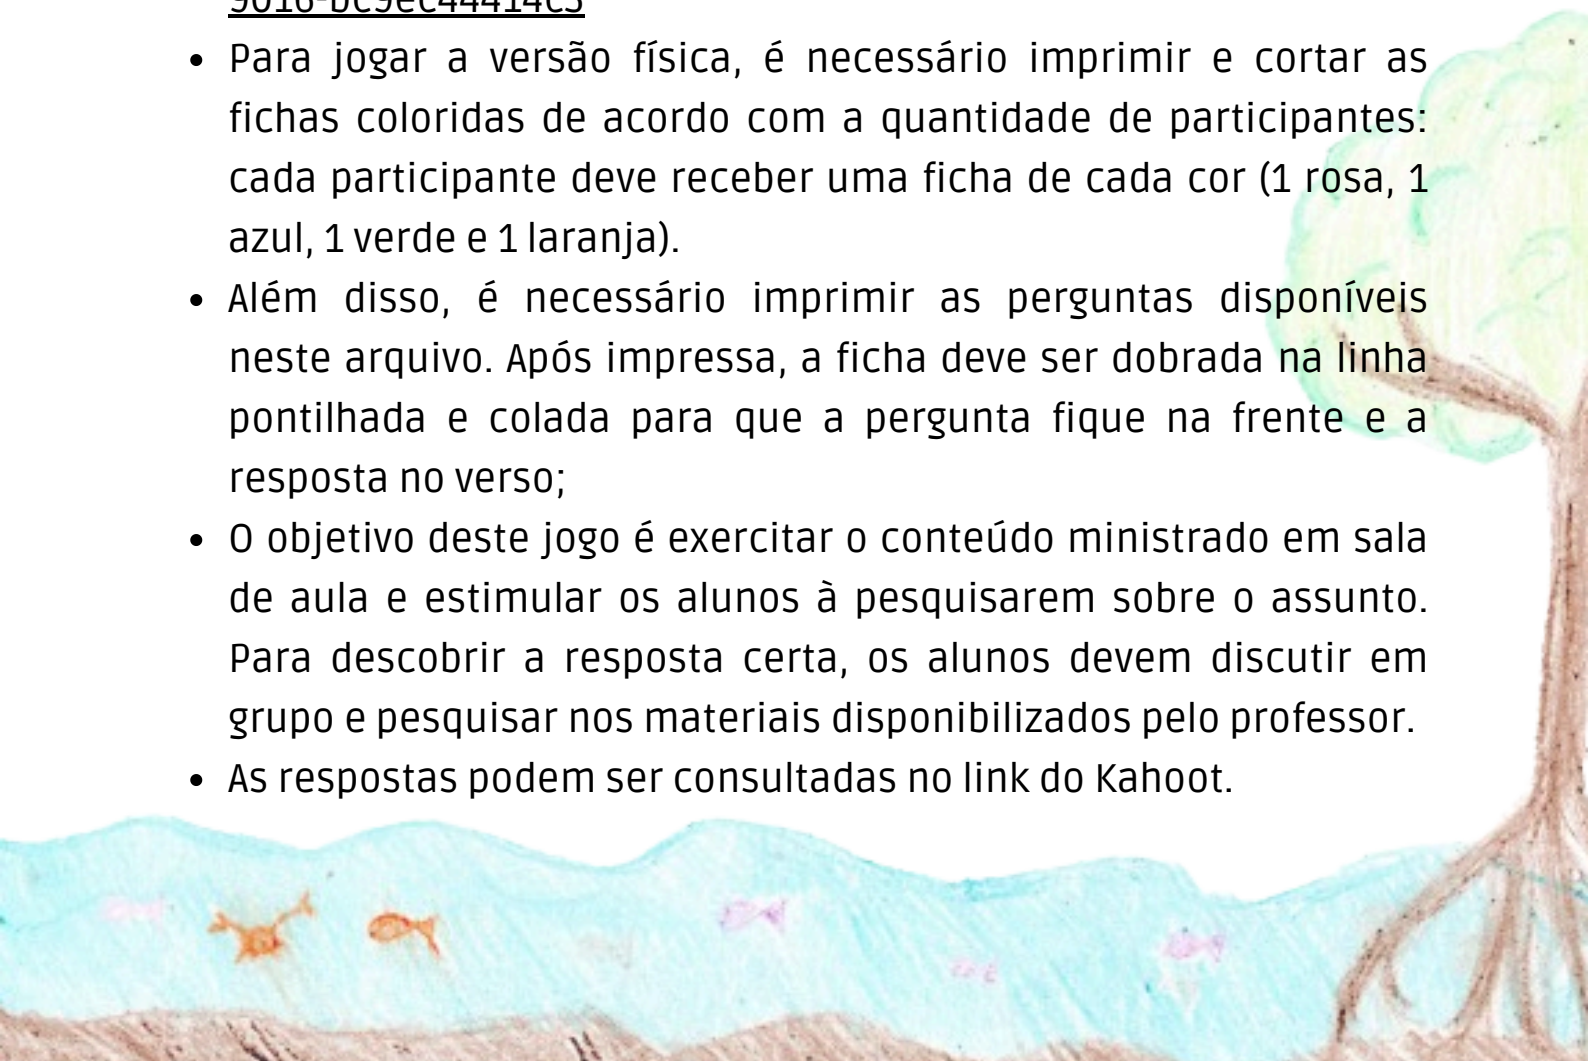 9016-bc9ec44414c5
Para jogar a versão física, é necessário imprimir e cortar as
fichas coloridas de acordo com a quantidade de participantes:
cada participante deve receber uma ficha de cada cor (1 rosa, 1
azul, 1 verde e 1 laranja).
Além disso, é necessário imprimir as perguntas disponíveis
neste arquivo. Após impressa, a ficha deve ser dobrada na linha
pontilhada e colada para que a pergunta fique na frente e a
resposta no verso;
O objetivo deste jogo é exercitar o conteúdo ministrado em sala
de aula e estimular os alunos à pesquisarem sobre o assunto.
Para descobrir a resposta certa, os alunos devem discutir em
grupo e pesquisar nos materiais disponibilizados pelo professor.
As respostas podem ser consultadas no link do Kahoot.